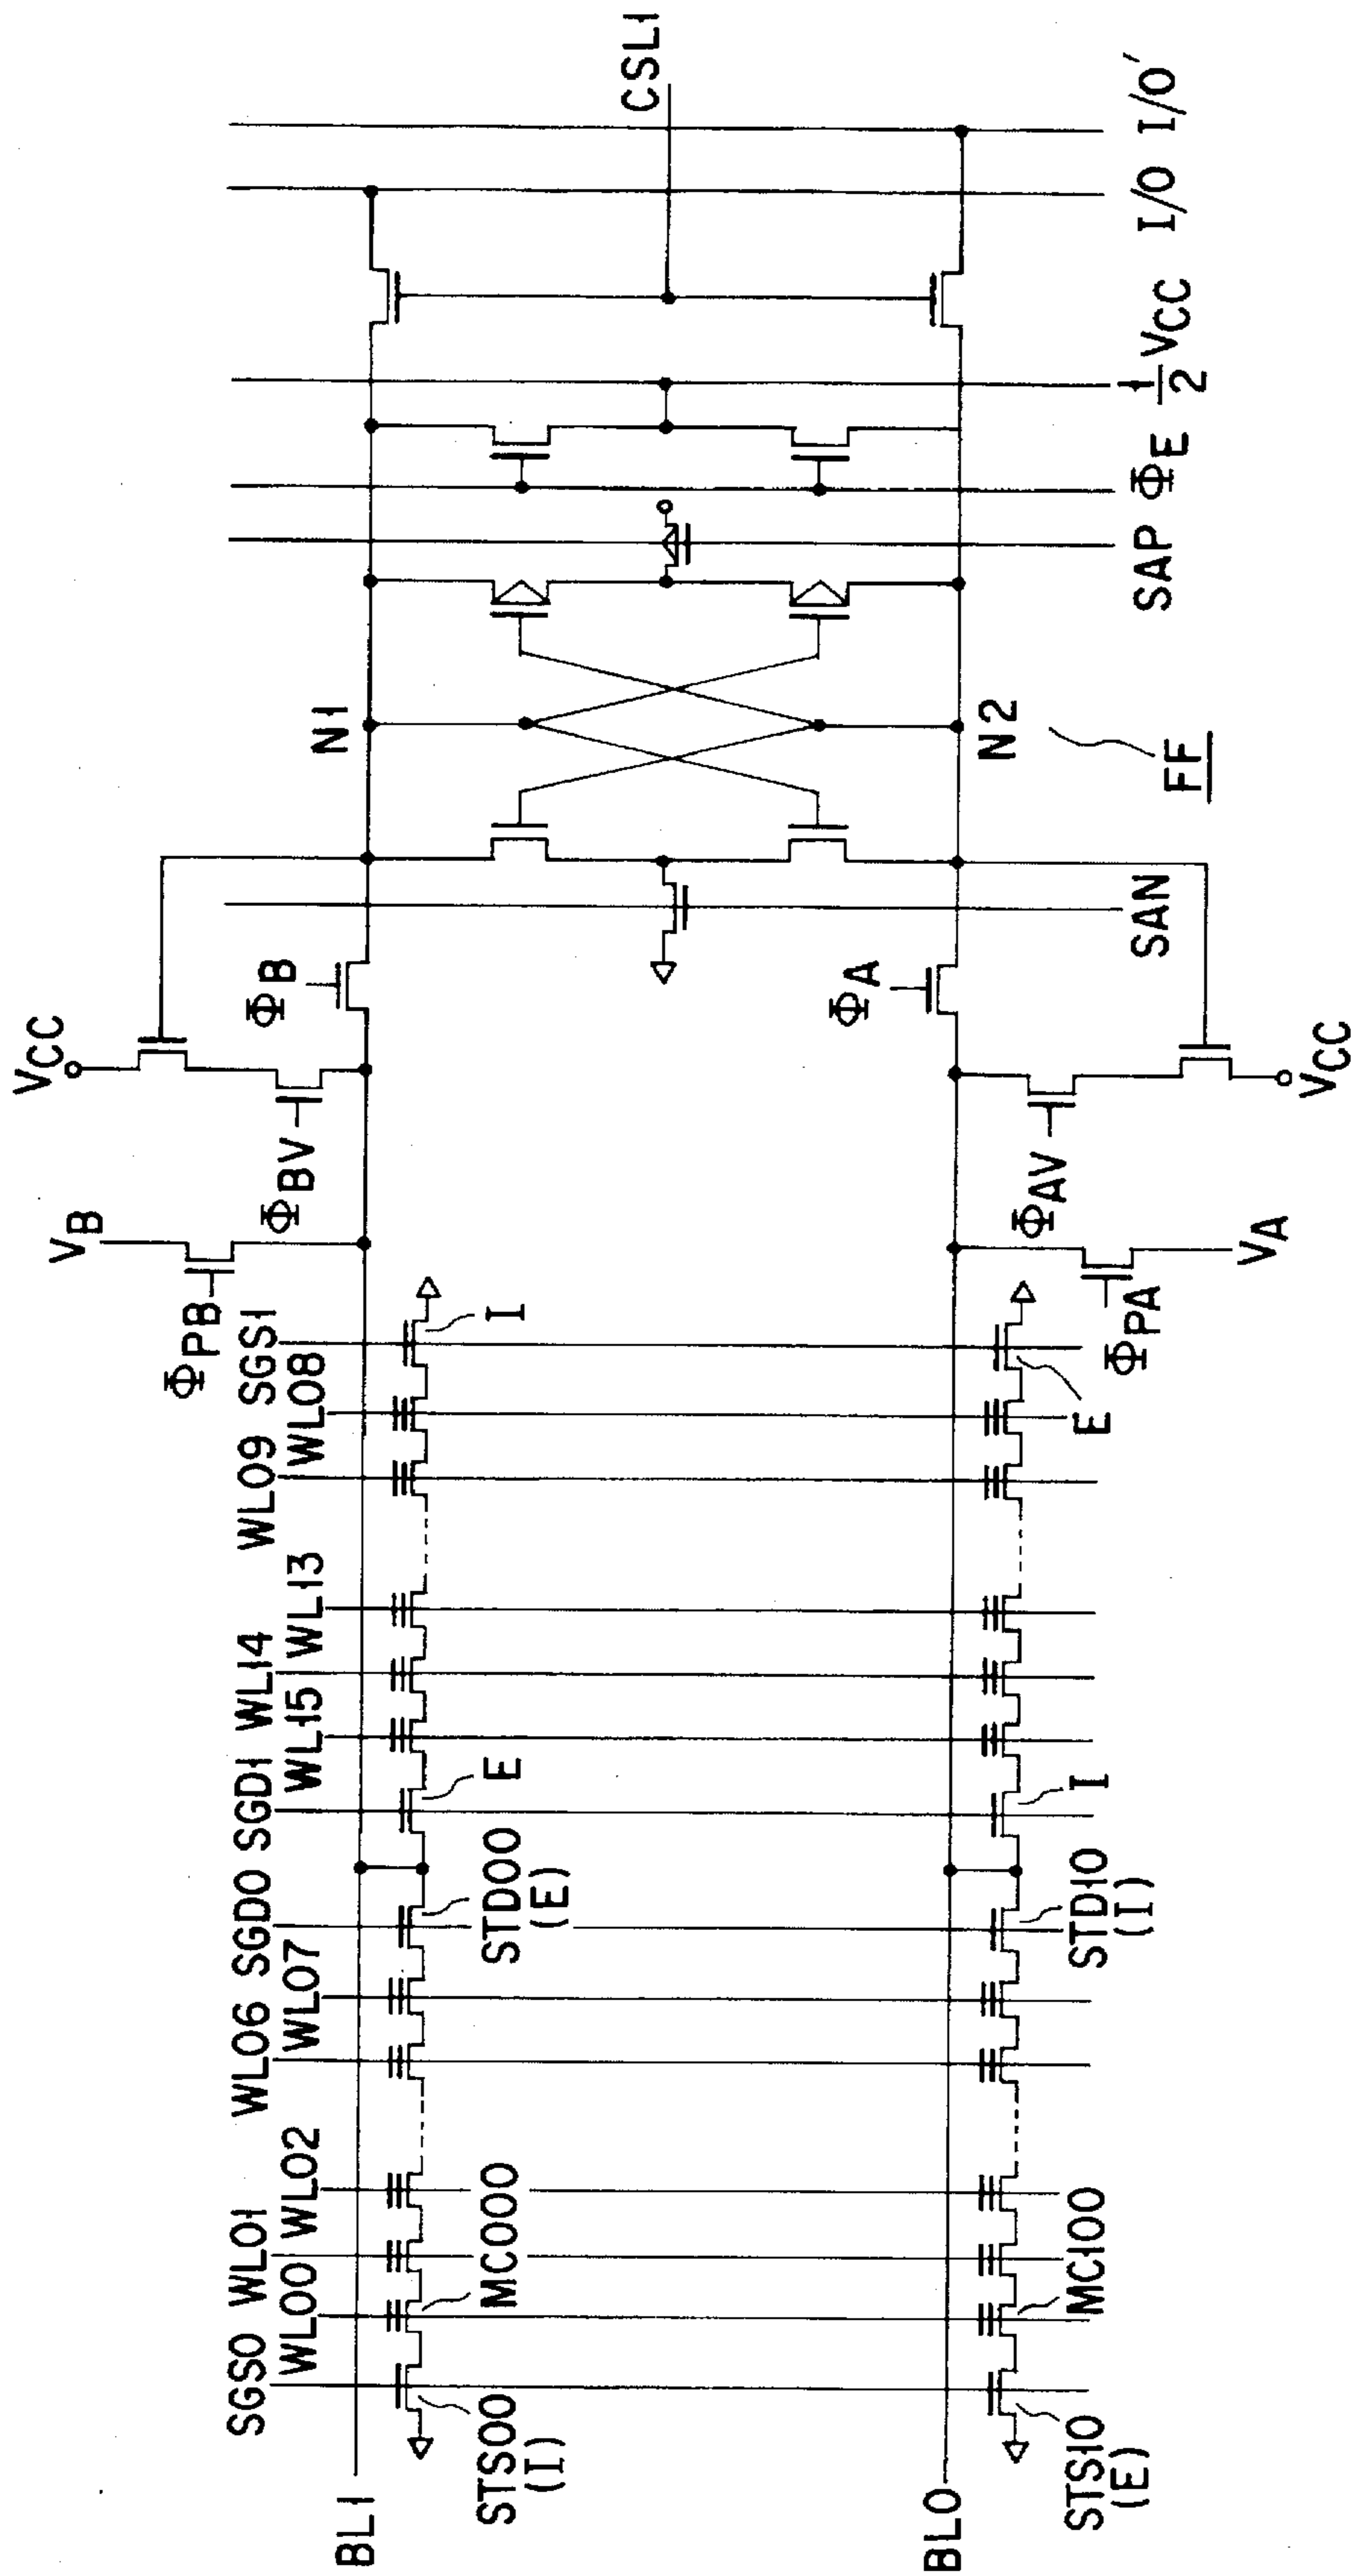 BL1
SGS0
WL00
WL01
WL02
WL06
WL07
SGD0
SGD1
WL15
WL14
WL13
WL09
WL08
SGS1
STS00
(I)
MC000
STD00
(E)
E
I
ΦPB
VB
ΦBV
VCC
ΦB
N1
CSL1
BL0
STS10
(E)
MC100
STD10
(I)
I
E
ΦPA
VA
ΦAV
VCC
ΦA
SAN
N2
FF
SAP
ΦE
1/2 VCC
I/O
I/O'